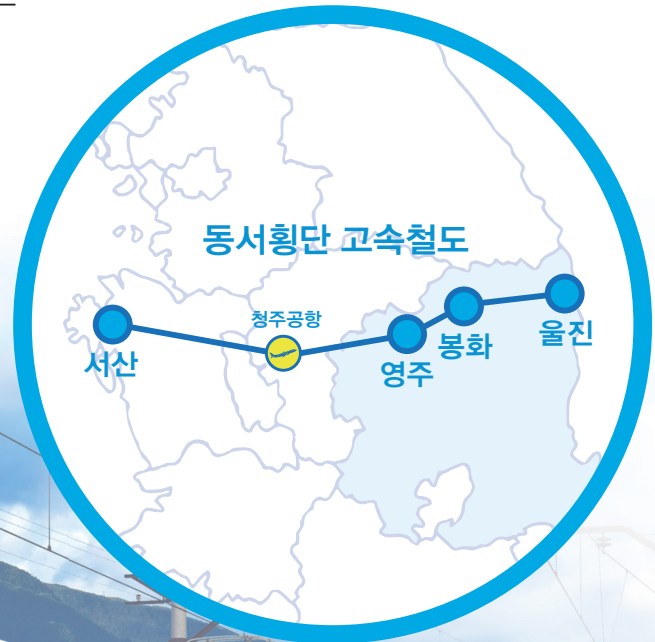 동서횡단 고속철도
청주공항
서산
영주
봉화
울진